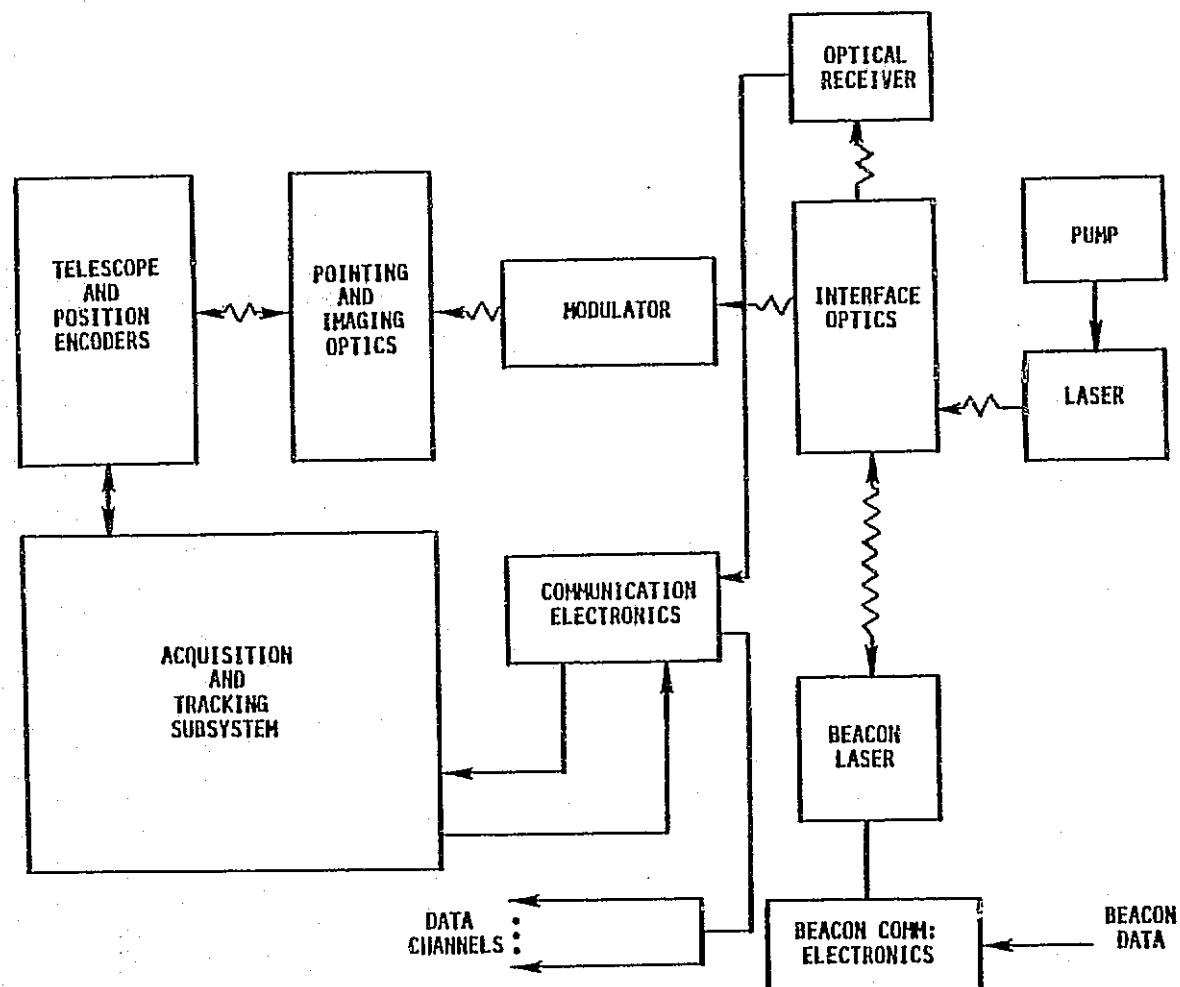 OPTICAL
RECEIVER
TELESCOPE
AND
POSITION
ENCODERS
POINTING
AND
IMAGING
OPTICS
MODULATOR
INTERFACE
OPTICS
PUMP
LASER
ACQUISITION
AND
TRACKING
SUBSYSTEM
COMMUNICATION
ELECTRONICS
BEACON
LASER
DATA
CHANNELS
BEACON COMM:
ELECTRONICS
BEACON
DATA